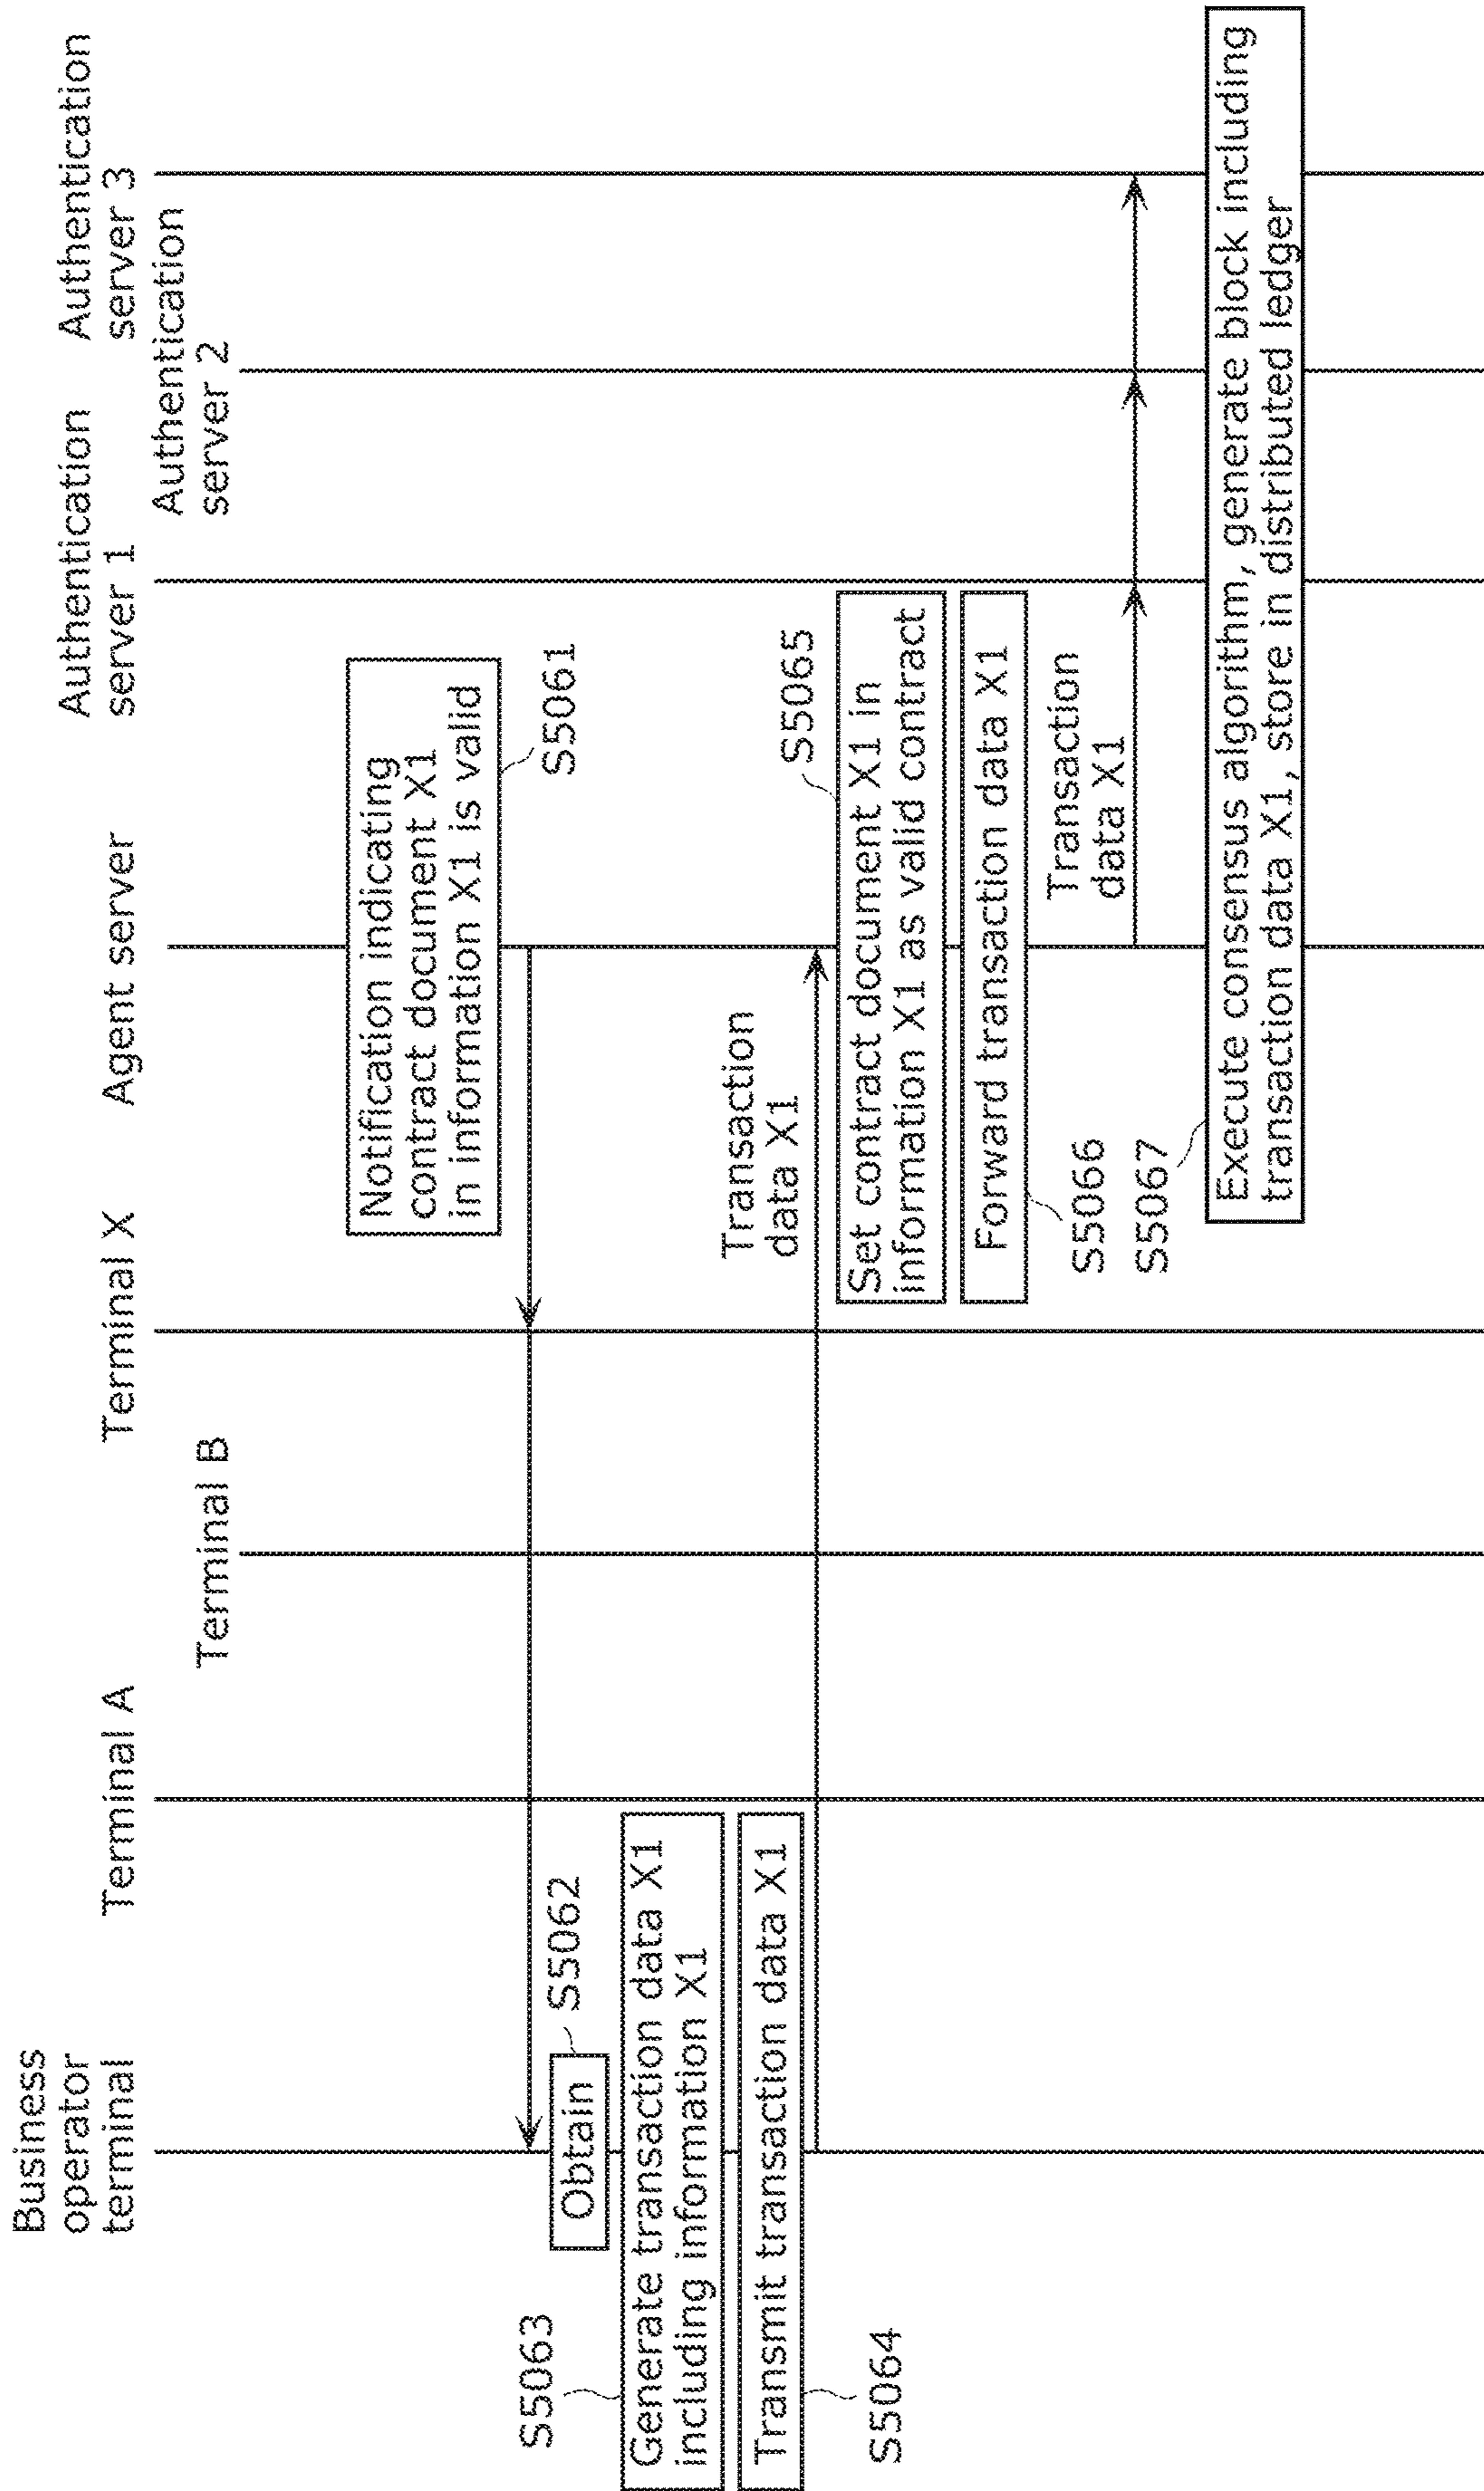 Business
operator
terminal
Terminal A
Terminal B
Terminal X
Agent server
Authentication
server 1
Authentication
server 2
Authentication
server 3
Notification indicating
contract document X1
in information X1 is valid
S5061
Obtain
S5062
S5063
Generate transaction data X1
including information X1
Transmit transaction data X1
S5064
Transaction
data X1
S5065
Set contract document X1 in
information X1 as valid contract
Forward transaction data X1
S5066
Transaction
data X1
S5067
Execute consensus algorithm, generate block including
transaction data X1, store in distributed ledger